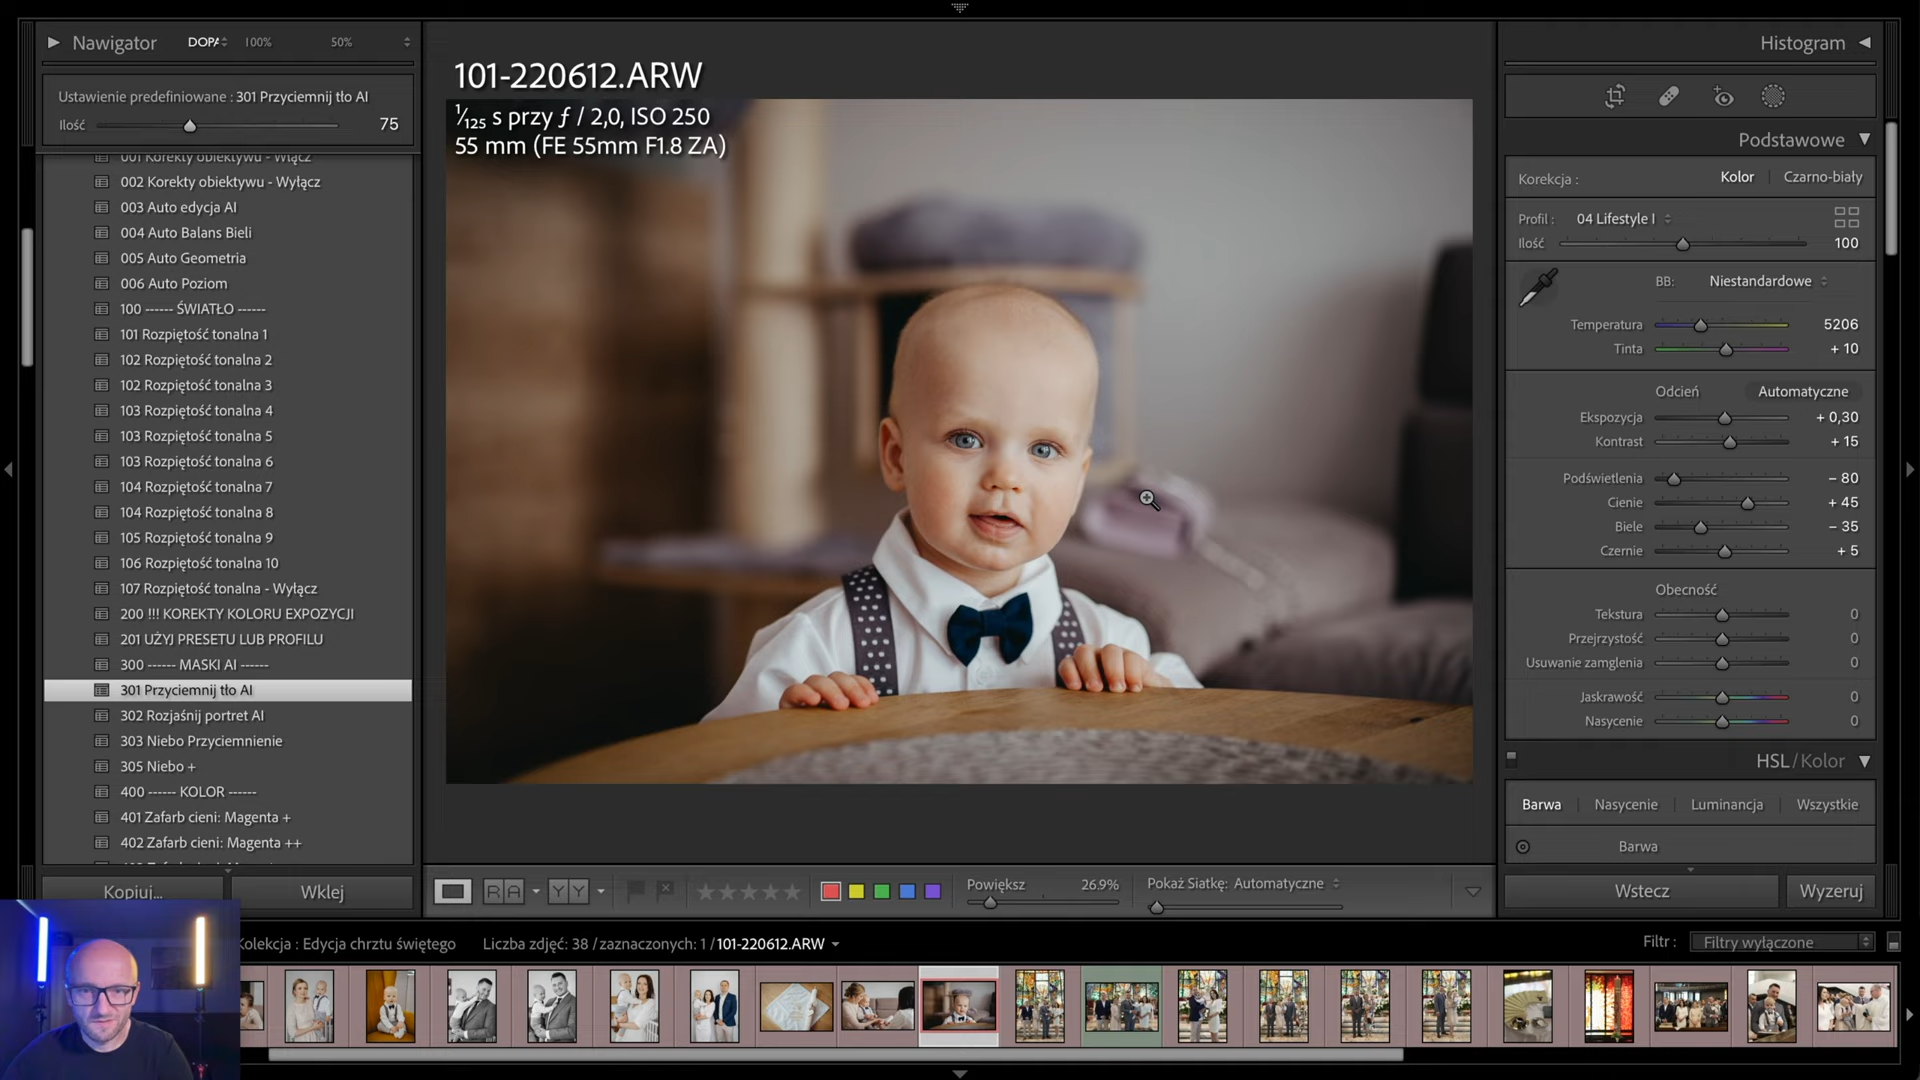 Nawigator DOPA 100% 50%
Ustawienie predefiniowane : 301 Przyciemnij tło AI
Ilość 75
001 Korekty obiektywu - Włącz
002 Korekty obiektywu - Wyłącz
003 Auto edycja AI
004 Auto Balans Bieli
005 Auto Geometria
006 Auto Poziom
100 ------ ŚWIATŁO ------
101 Rozpiętość tonalna 1
102 Rozpiętość tonalna 2
102 Rozpiętość tonalna 3
103 Rozpiętość tonalna 4
103 Rozpiętość tonalna 5
103 Rozpiętość tonalna 6
104 Rozpiętość tonalna 7
104 Rozpiętość tonalna 8
105 Rozpiętość tonalna 9
106 Rozpiętość tonalna 10
107 Rozpiętość tonalna - Wyłącz
200 !!! KOREKTY KOLORU EXPOZYCJI
201 UŻYJ PRESETU LUB PROFILU
300 ------ MASKI AI ------
301 Przyciemnij tło AI
302 Rozjaśnij portret AI
303 Niebo Przyciemnienie
305 Niebo +
400 ------ KOLOR ------
401 Zafarb cieni: Magenta +
402 Zafarb cieni: Magenta ++
Kopiuj... Wklej
101-220612.ARW
1/125 s przy ƒ / 2,0, ISO 250
55 mm (FE 55mm F1.8 ZA)
R A Y Y
Powiększ 26.9%
Pokaż Siatkę: Automatyczne
Histogram
Podstawowe
Korekcja : Kolor Czarno-biały
Profil : 04 Lifestyle I
Ilość 100
BB: Niestandardowe
Temperatura 5206
Tinta + 10
Odcień Automatyczne
Ekspozycja + 0,30
Kontrast + 15
Podświetlenia − 80
Cienie + 45
Biele − 35
Czernie + 5
Obecność
Tekstura 0
Przejrzystość 0
Usuwanie zamglenia 0
Jaskrawość 0
Nasycenie 0
HSL / Kolor
Barwa Nasycenie Luminancja Wszystkie
Barwa
Wstecz Wyzeruj
Kolekcja : Edycja chrztu świętego Liczba zdjęć: 38 / zaznaczonych: 1 / 101-220612.ARW
Filtr : Filtry wyłączone